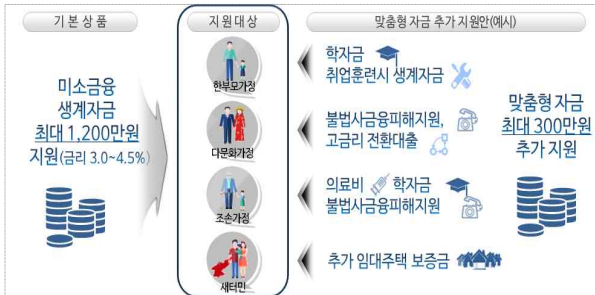 기본상품
지원대상
맞춤형 자금 추가 지원안(예시)
미소금융
생계자금
최대 1,200만원
지원(금리 3.0~4.5%)
한부모가정
학자금
취업훈련시 생계자금
다문화가정
불법사금융피해지원,
고금리 전환대출
조손가정
의료비 학자금
불법사금융피해지원
새터민
추가 임대주택 보증금
맞춤형 자금
최대 300만원
추가 지원